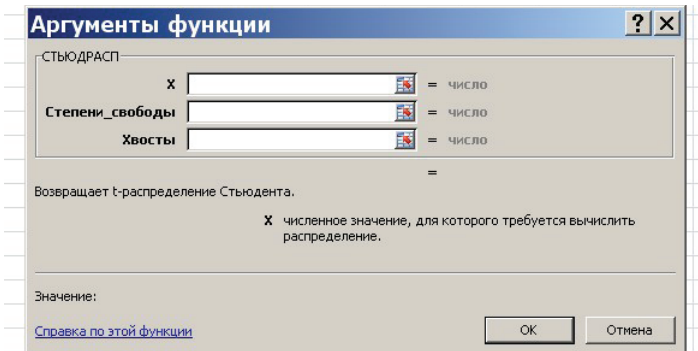 Аргументы функции
СТЬЮДРАСП
X = число
Степени_свободы = число
Хвосты = число
=
Возвращает t-распределение Стьюдента.
X численное значение, для которого требуется вычислить
распределение.
Значение:
Справка по этой функции
OK Отмена